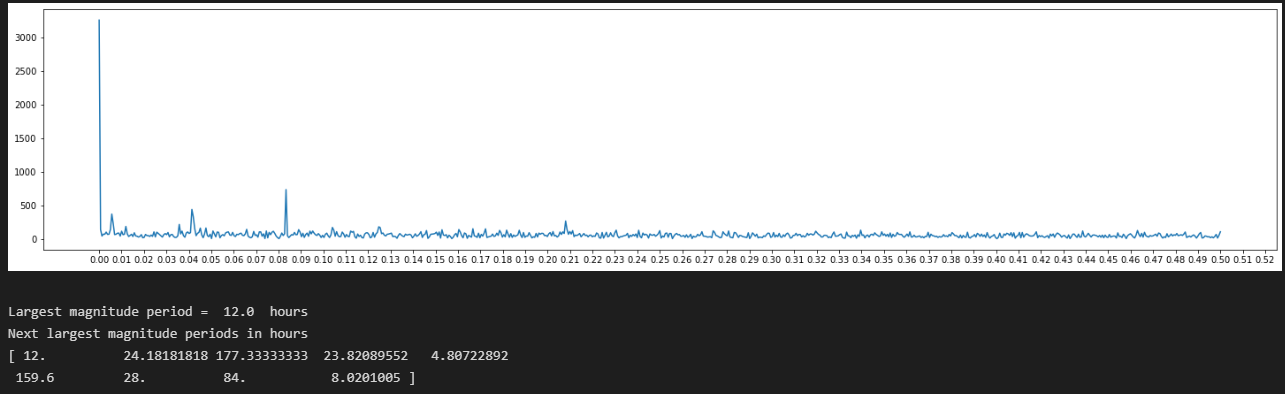 3000
2500
2000
1500
1000
500
0
0.00 0.01 0.02 0.03 0.04 0.05 0.06 0.07 0.08 0.09 0.10 0.11 0.12 0.13 0.14 0.15 0.16 0.17 0.18 0.19 0.20 0.21 0.22 0.23 0.24 0.25 0.26 0.27 0.28 0.29 0.30 0.31 0.32 0.33 0.34 0.35 0.36 0.37 0.38 0.39 0.40 0.41 0.42 0.43 0.44 0.45 0.46 0.47 0.48 0.49 0.50 0.51 0.52
Largest magnitude period =  12.0  hours
Next largest magnitude periods in hours
[ 12.          24.18181818 177.33333333  23.82089552   4.80722892
 159.6         28.          84.           8.0201005 ]